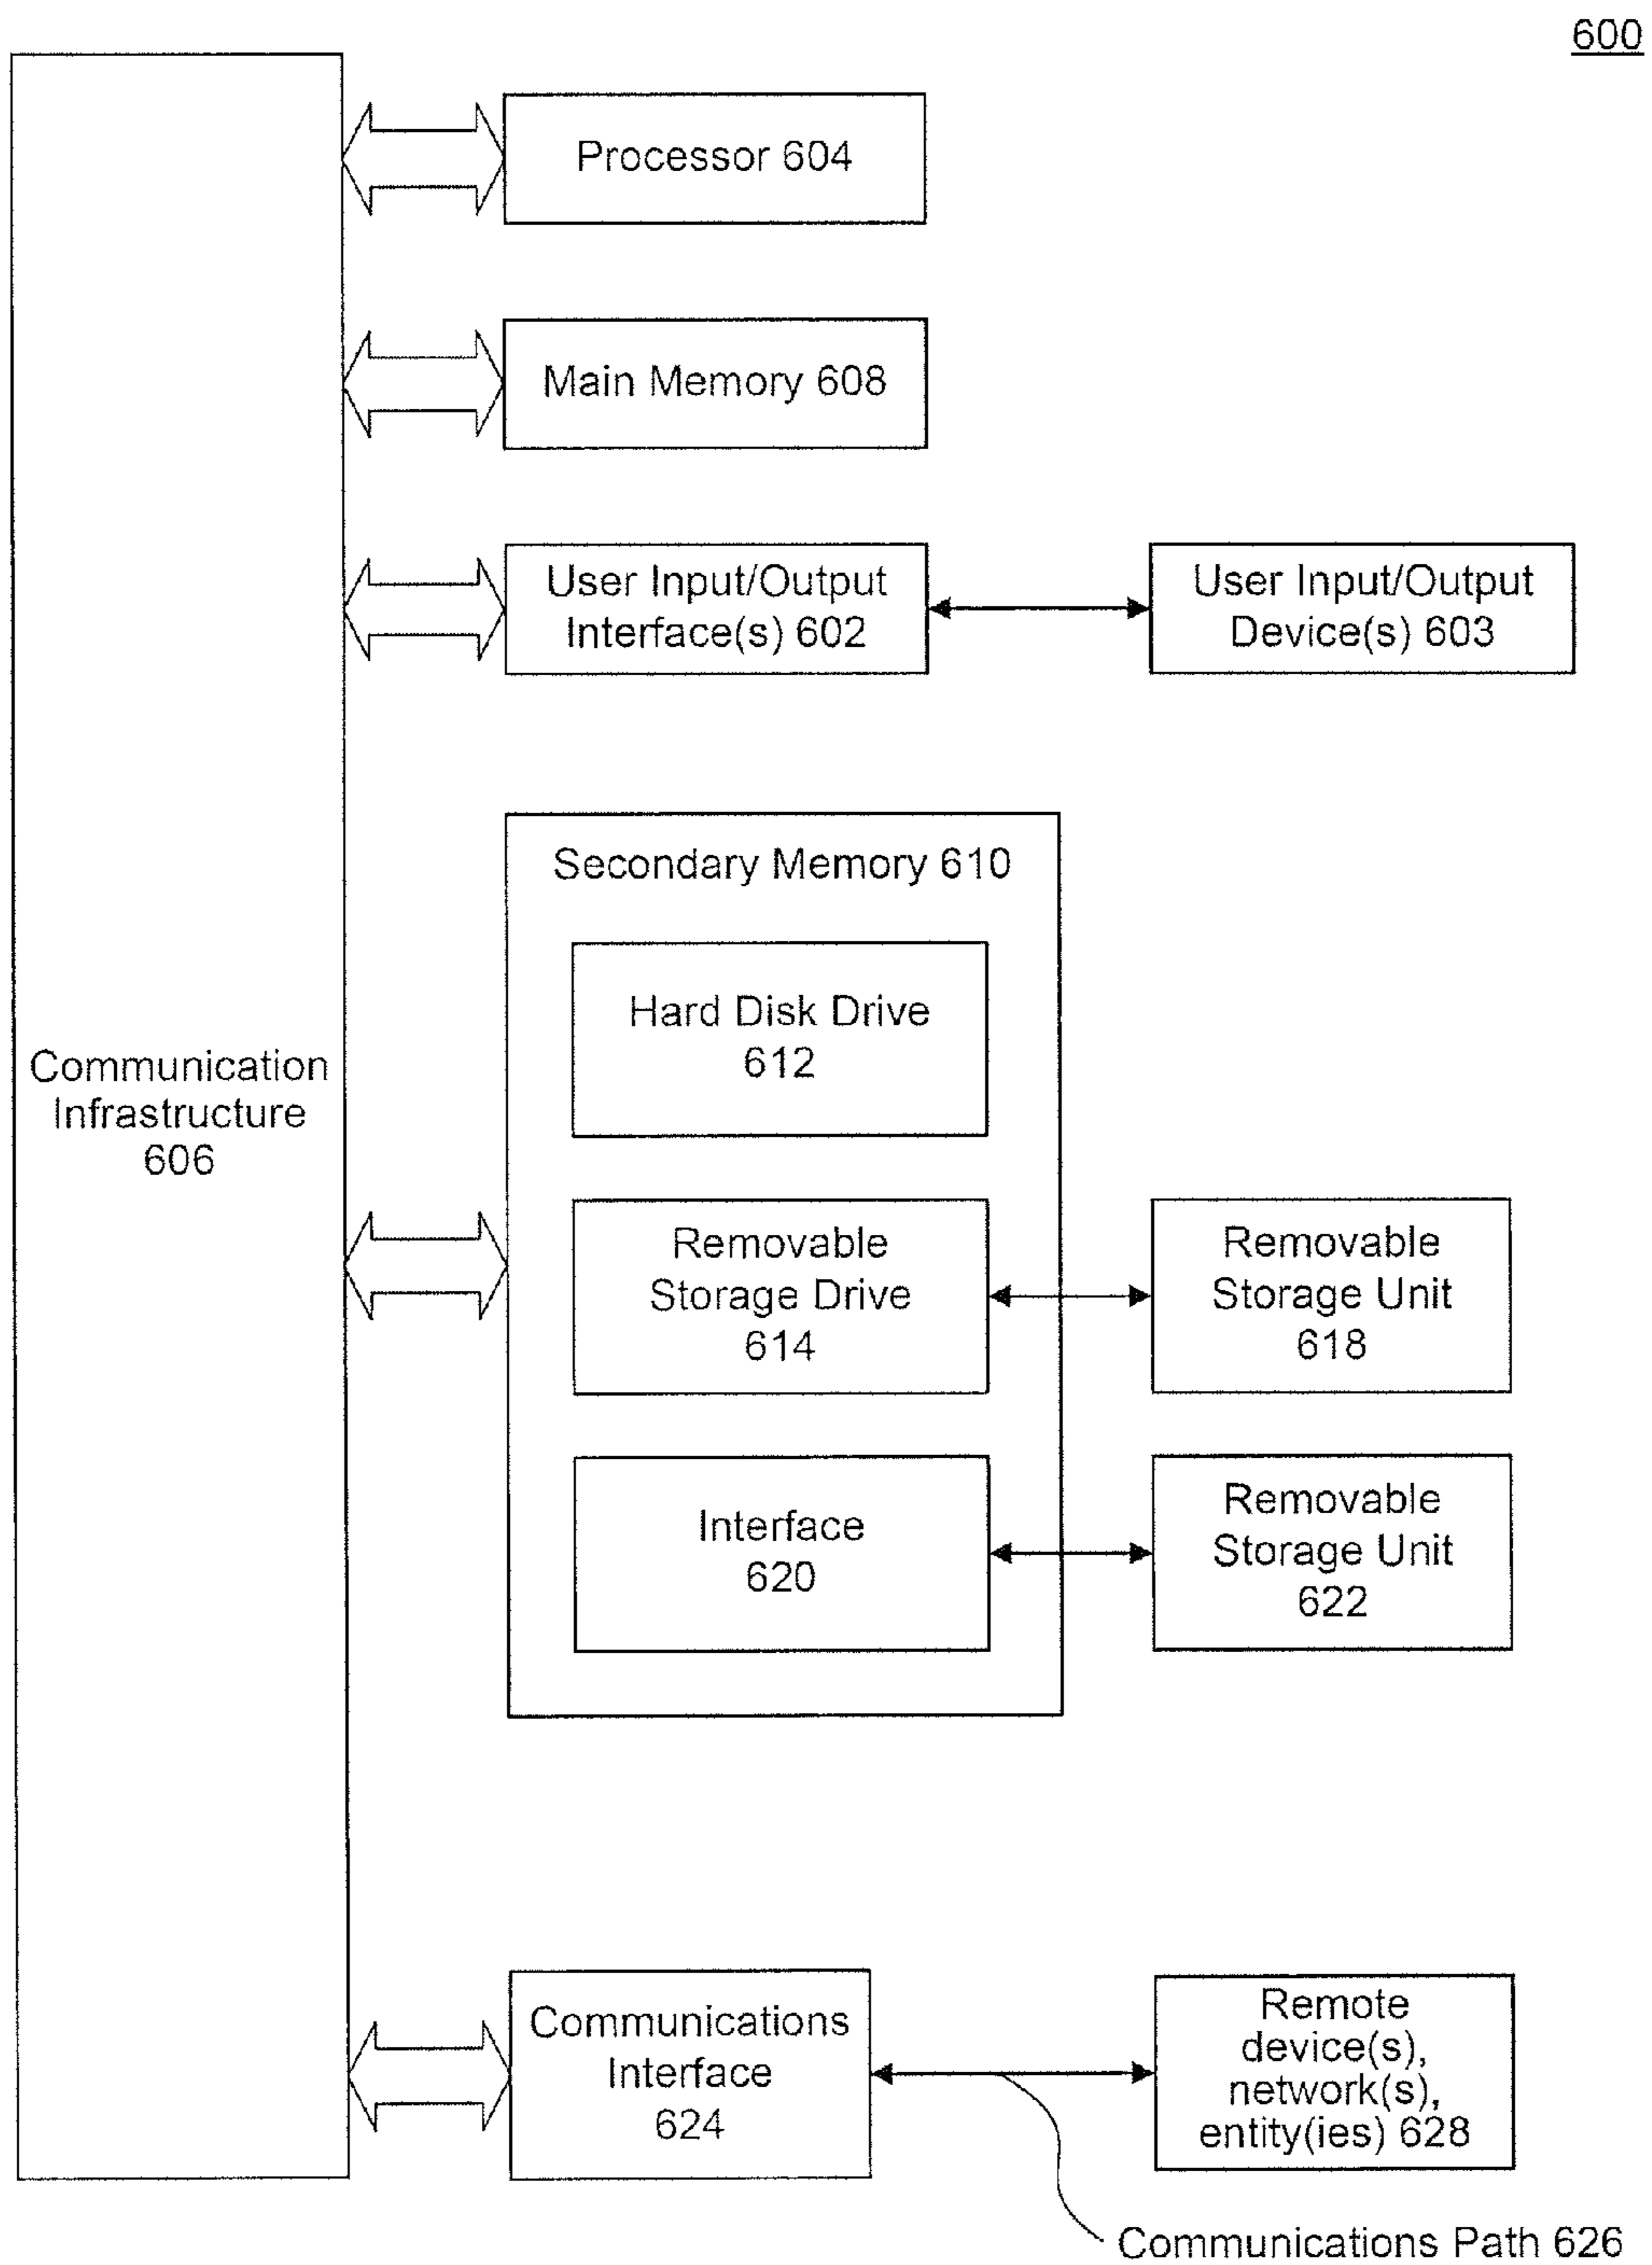 600
Processor 604
Main Memory 608
User Input/Output
Interface(s) 602
User Input/Output
Device(s) 603
Secondary Memory 610
Hard Disk Drive
612
Communication
Infrastructure
606
Removable
Storage Drive
614
Removable
Storage Unit
618
Interface
620
Removable
Storage Unit
622
Communications
Interface
624
Remote
device(s),
network(s),
entity(ies) 628
Communications Path 626